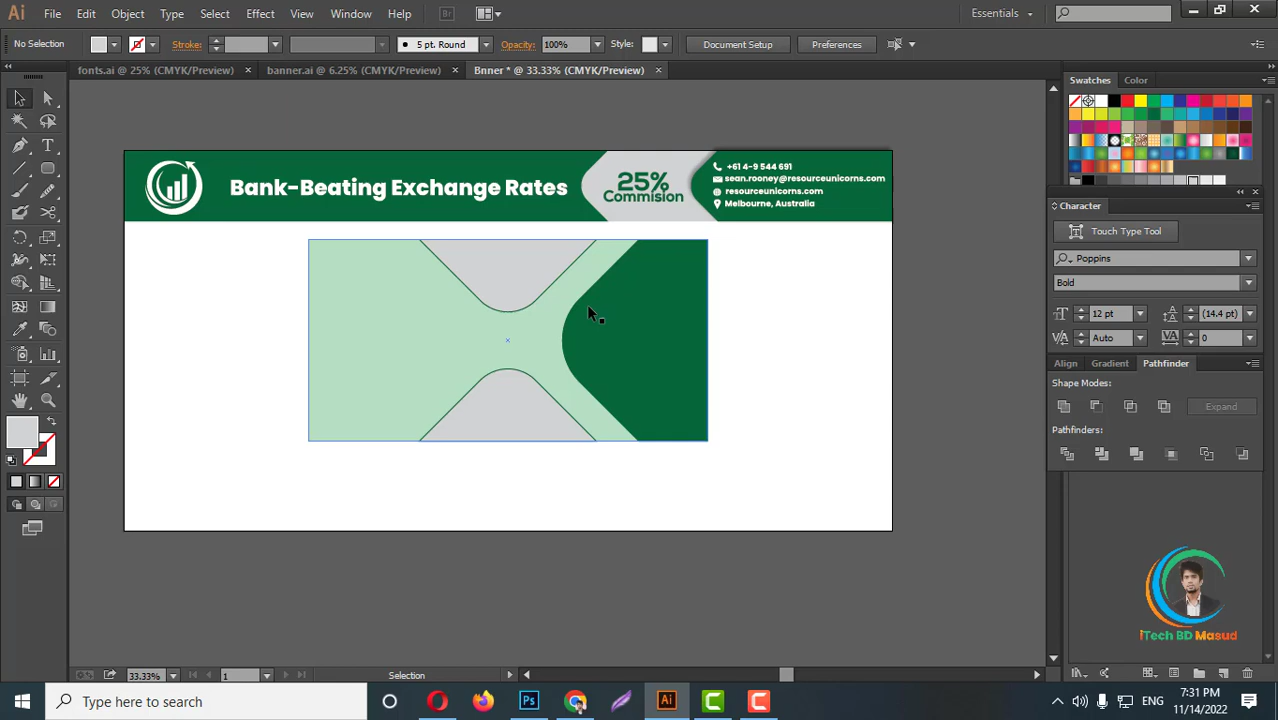 Ai File Edit Object Type Select Effect View Window Help Br Essentials
No Selection Stroke: 5 pt. Round Opacity: 100% Style: Document Setup Preferences
fonts.ai @ 25% (CMYK/Preview) × banner.ai @ 6.25% (CMYK/Preview) × Bnner * @ 33.33% (CMYK/Preview) ×
Swatches Color
Bank-Beating Exchange Rates
25%
Commision
+61 4-9 544 691
sean.rooney@resourceunicorns.com
resourceunicorns.com
Melbourne, Australia
Character
Touch Type Tool
Poppins
Bold
12 pt (14.4 pt)
Auto 0
Align Gradient Pathfinder
Shape Modes:
Expand
Pathfinders:
iTech BD Masud
33.33% 1 Selection
Type here to search Ps Ai ENG 7:31 PM
11/14/2022